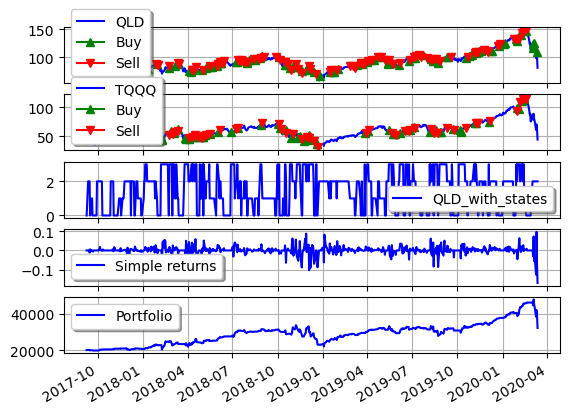 150
100
QLD
Buy
Sell
100
50
TQQQ
Buy
Sell
2
0
QLD_with_states
0.1
0.0
−0.1
Simple returns
40000
20000
Portfolio
2017-10 2018-01 2018-04 2018-07 2018-10 2019-01 2019-04 2019-07 2019-10 2020-01 2020-04